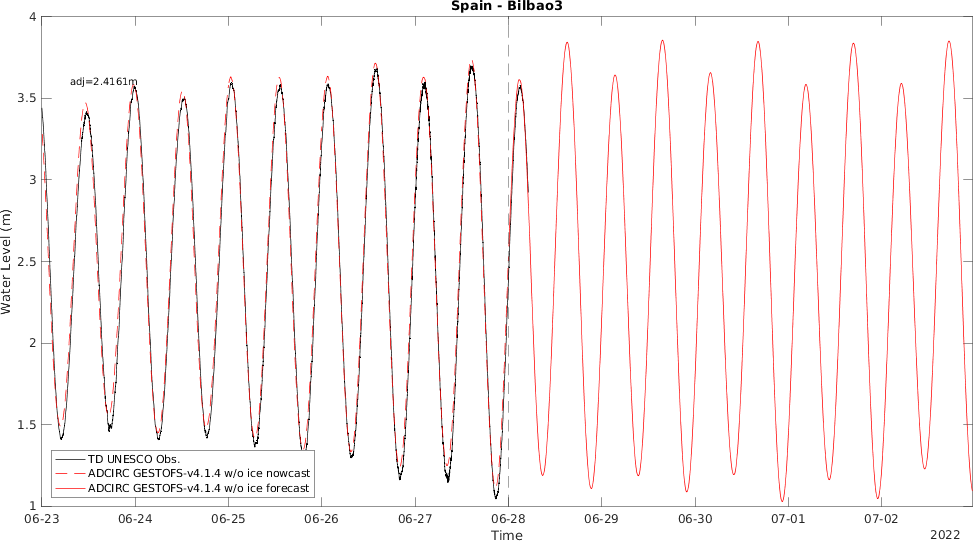 Spain - Bilbao3
adj=2.4161m
4
3.5
3
2.5
2
1.5
1
Water Level (m)
TD UNESCO Obs.
ADCIRC GESTOFS-v4.1.4 w/o ice nowcast
ADCIRC GESTOFS-v4.1.4 w/o ice forecast
06-23 06-24 06-25 06-26 06-27 06-28 06-29 06-30 07-01 07-02
Time
2022